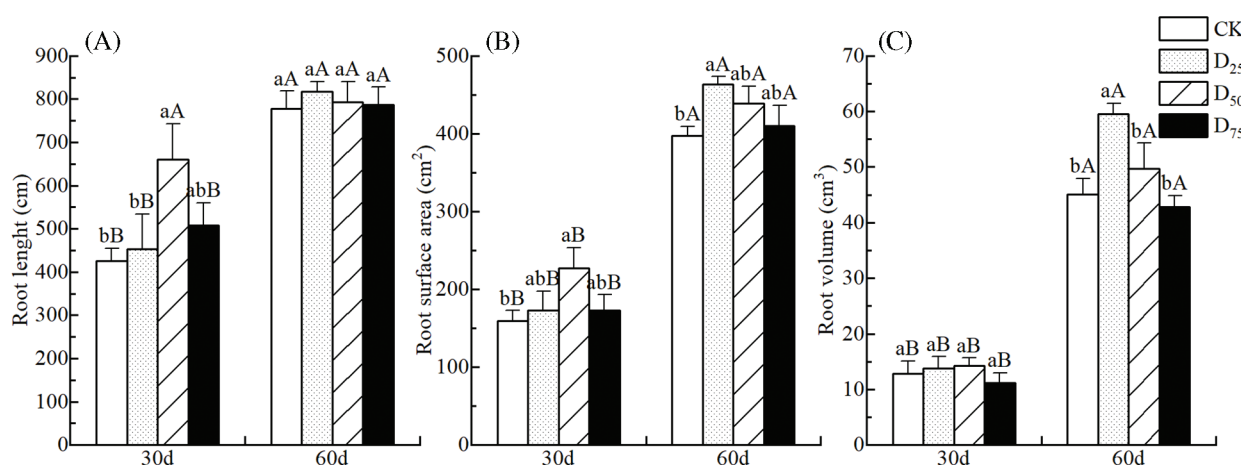 (A)
Root lenght (cm)
900
800
700
600
500
400
300
200
100
0
bB
bB
aA
abB
aA
aA
aA
aA
30d
60d
(B)
Root surface area (cm²)
500
400
300
200
100
0
bB
abB
aB
abB
bA
aA
abA
abA
30d
60d
(C)
Root volume (cm³)
70
60
50
40
30
20
10
0
aB
aB
aB
aB
bA
aA
bA
bA
30d
60d
CK
D25
D50
D75